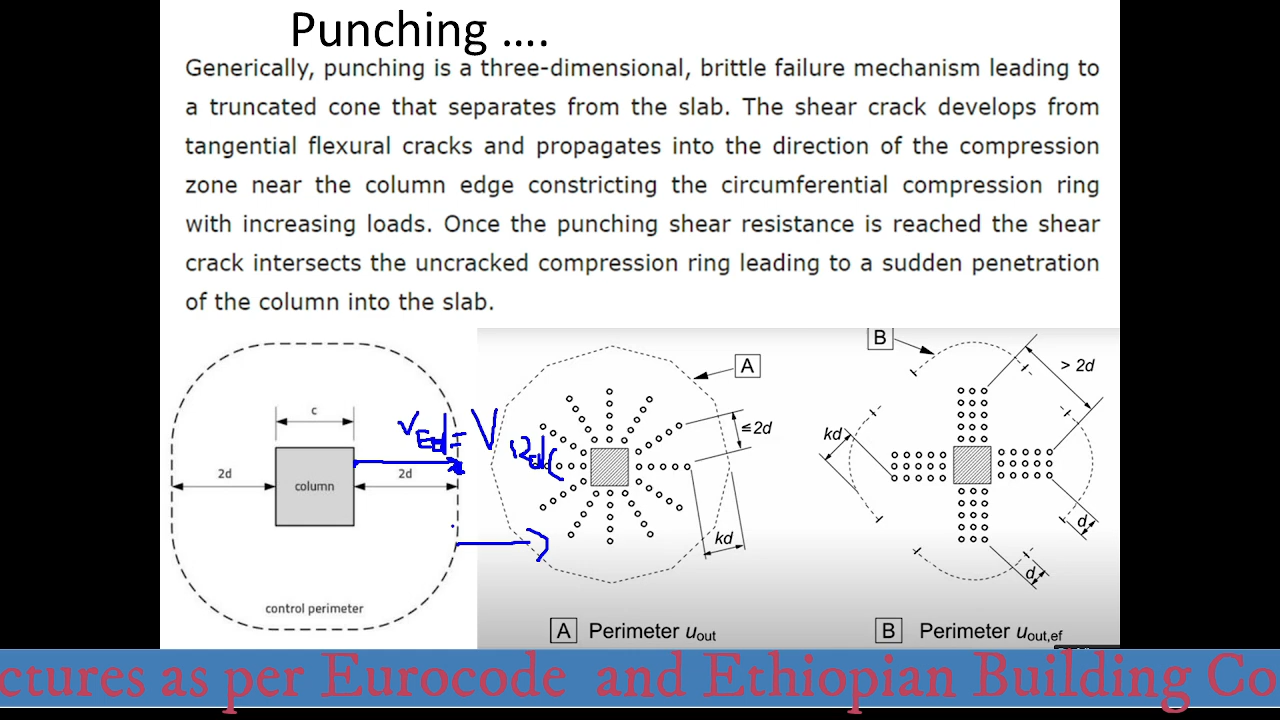 Punching ....
Generically, punching is a three-dimensional, brittle failure mechanism leading to
a truncated cone that separates from the slab. The shear crack develops from
tangential flexural cracks and propagates into the direction of the compression
zone near the column edge constricting the circumferential compression ring
with increasing loads. Once the punching shear resistance is reached the shear
crack intersects the uncracked compression ring leading to a sudden penetration
of the column into the slab.
c
2d
column
2d
control perimeter
vEd = VRdc
A
≤2d
kd
A Perimeter uout
B
> 2d
kd
d
d
B Perimeter uout,ef
ctures as per Eurocode and Ethiopian Building Co